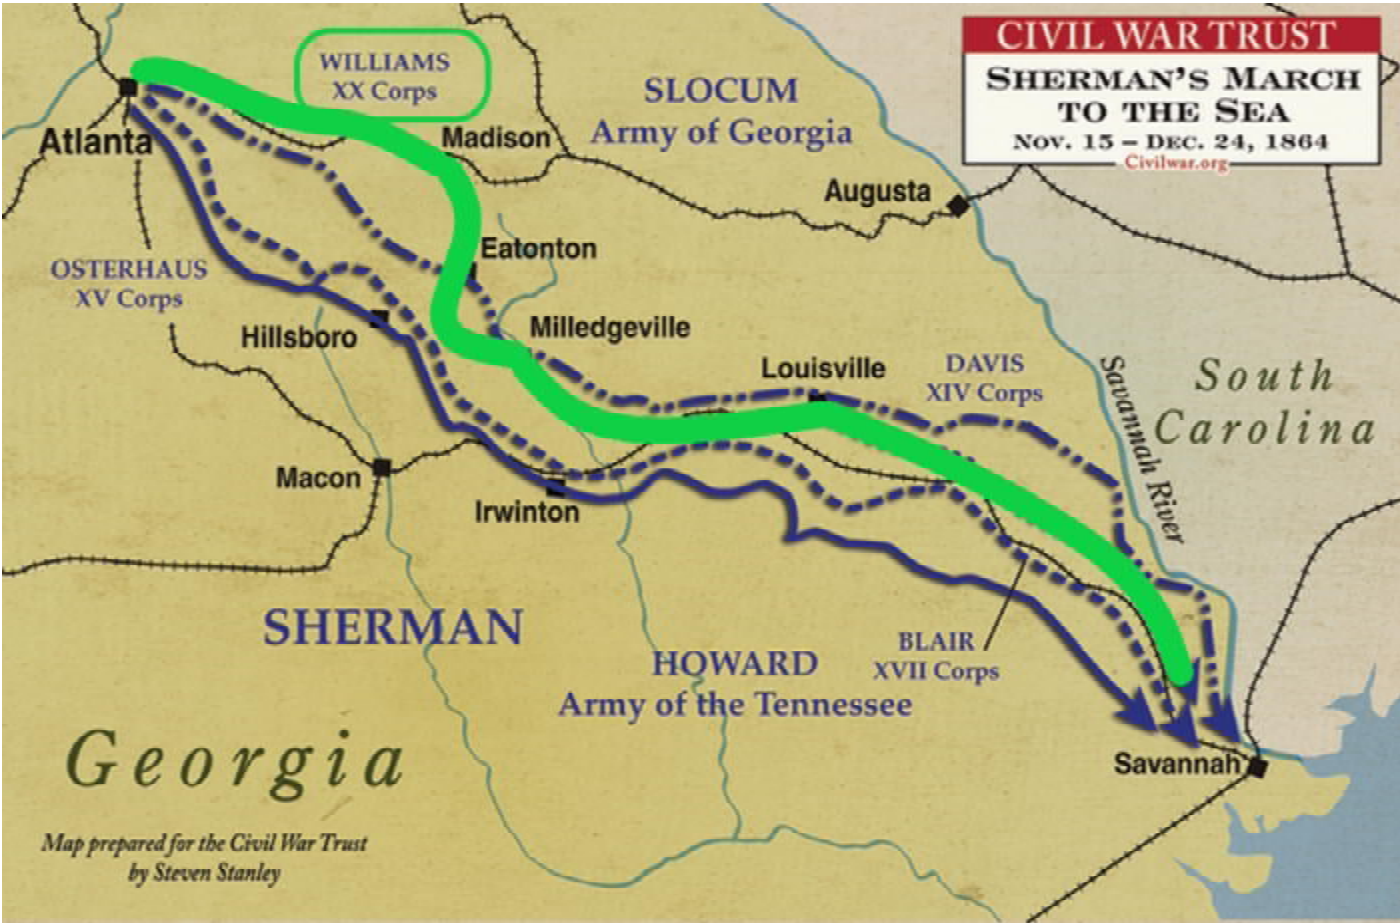 CIVIL WAR TRUST
SHERMAN'S MARCH
TO THE SEA
NOV. 15 – DEC. 24, 1864
Civilwar.org
WILLIAMS
XX Corps
SLOCUM
Army of Georgia
Atlanta
Madison
Augusta
Eatonton
OSTERHAUS
XV Corps
Hillsboro
Milledgeville
Louisville
DAVIS
XIV Corps
Savannah River
South
Carolina
Macon
Irwinton
SHERMAN
HOWARD
Army of the Tennessee
BLAIR
XVII Corps
Georgia
Savannah
Map prepared for the Civil War Trust
by Steven Stanley